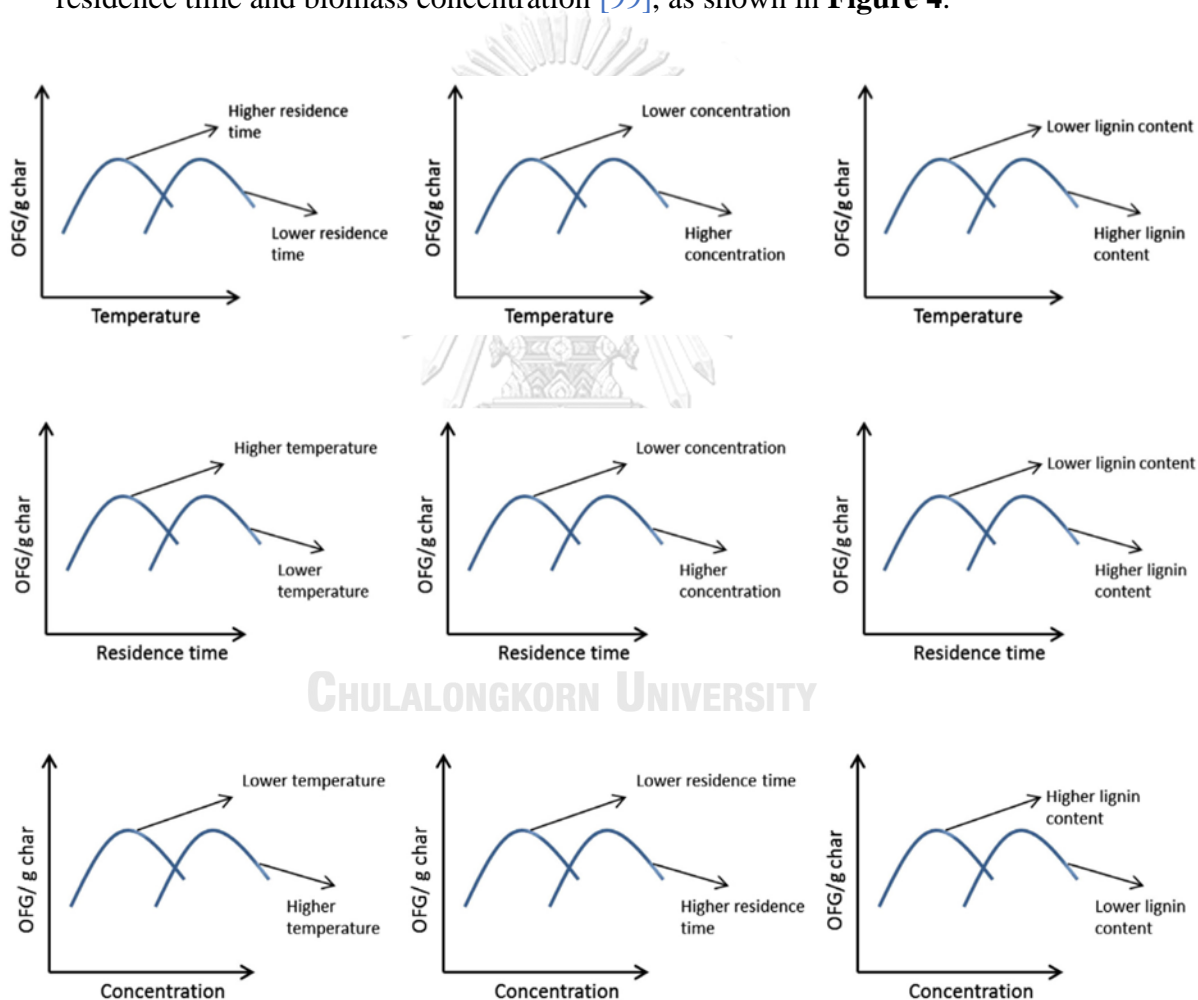 residence time and biomass concentration [59], as shown in Figure 4.
OFG/g char
Higher residence
time
Lower residence
time
Temperature
OFG/g char
Lower concentration
Higher
concentration
Temperature
OFG/g char
Lower lignin content
Higher lignin
content
Temperature
OFG/g char
Higher temperature
Lower
temperature
Residence time
OFG/g char
Lower concentration
Higher
concentration
Residence time
OFG/g char
Lower lignin content
Higher lignin
content
Residence time
CHULALONGKORN UNIVERSITY
OFG/ g char
Lower temperature
Higher
temperature
Concentration
OFG/g char
Lower residence time
Higher residence
time
Concentration
OFG/g char
Higher lignin
content
Lower lignin
content
Concentration